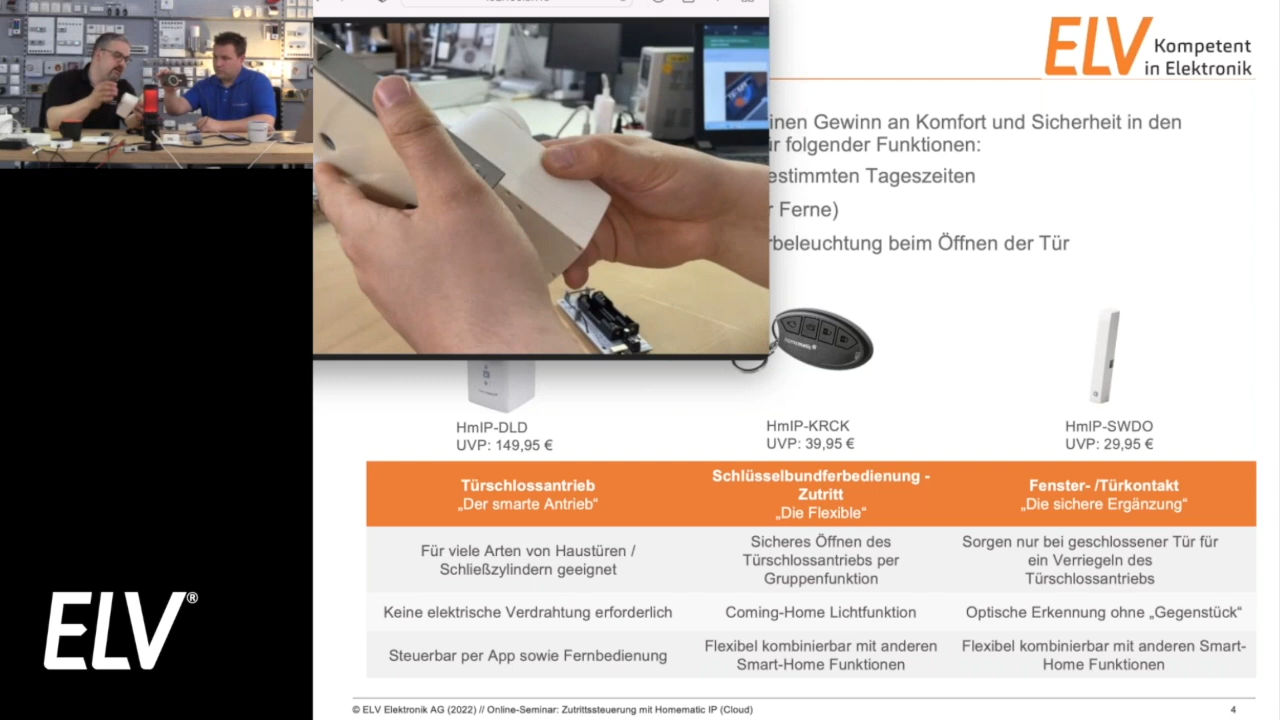 ELV Kompetent
in Elektronik
inen Gewinn an Komfort und Sicherheit in den
folgender Funktionen:
estimmten Tageszeiten
Ferne)
rbeleuchtung beim Öffnen der Tür
HmIP-DLD
UVP: 149,95 €
HmIP-KRCK
UVP: 39,95 €
HmIP-SWDO
UVP: 29,95 €
Türschlossantrieb
„Der smarte Antrieb“
Schlüsselbundferbedienung -
Zutritt
„Die Flexible“
Fenster- /Türkontakt
„Die sichere Ergänzung“
Für viele Arten von Haustüren /
Schließzylindern geeignet
Sicheres Öffnen des
Türschlossantriebs per
Gruppenfunktion
Sorgen nur bei geschlossener Tür für
ein Verriegeln des
Türschlossantriebs
Keine elektrische Verdrahtung erforderlich
Coming-Home Lichtfunktion
Optische Erkennung ohne „Gegenstück“
Steuerbar per App sowie Fernbedienung
Flexibel kombinierbar mit anderen
Smart-Home Funktionen
Flexibel kombinierbar mit anderen Smart-
Home Funktionen
ELV®
© ELV Elektronik AG (2022) // Online-Seminar: Zutrittssteuerung mit Homematic IP (Cloud)
4